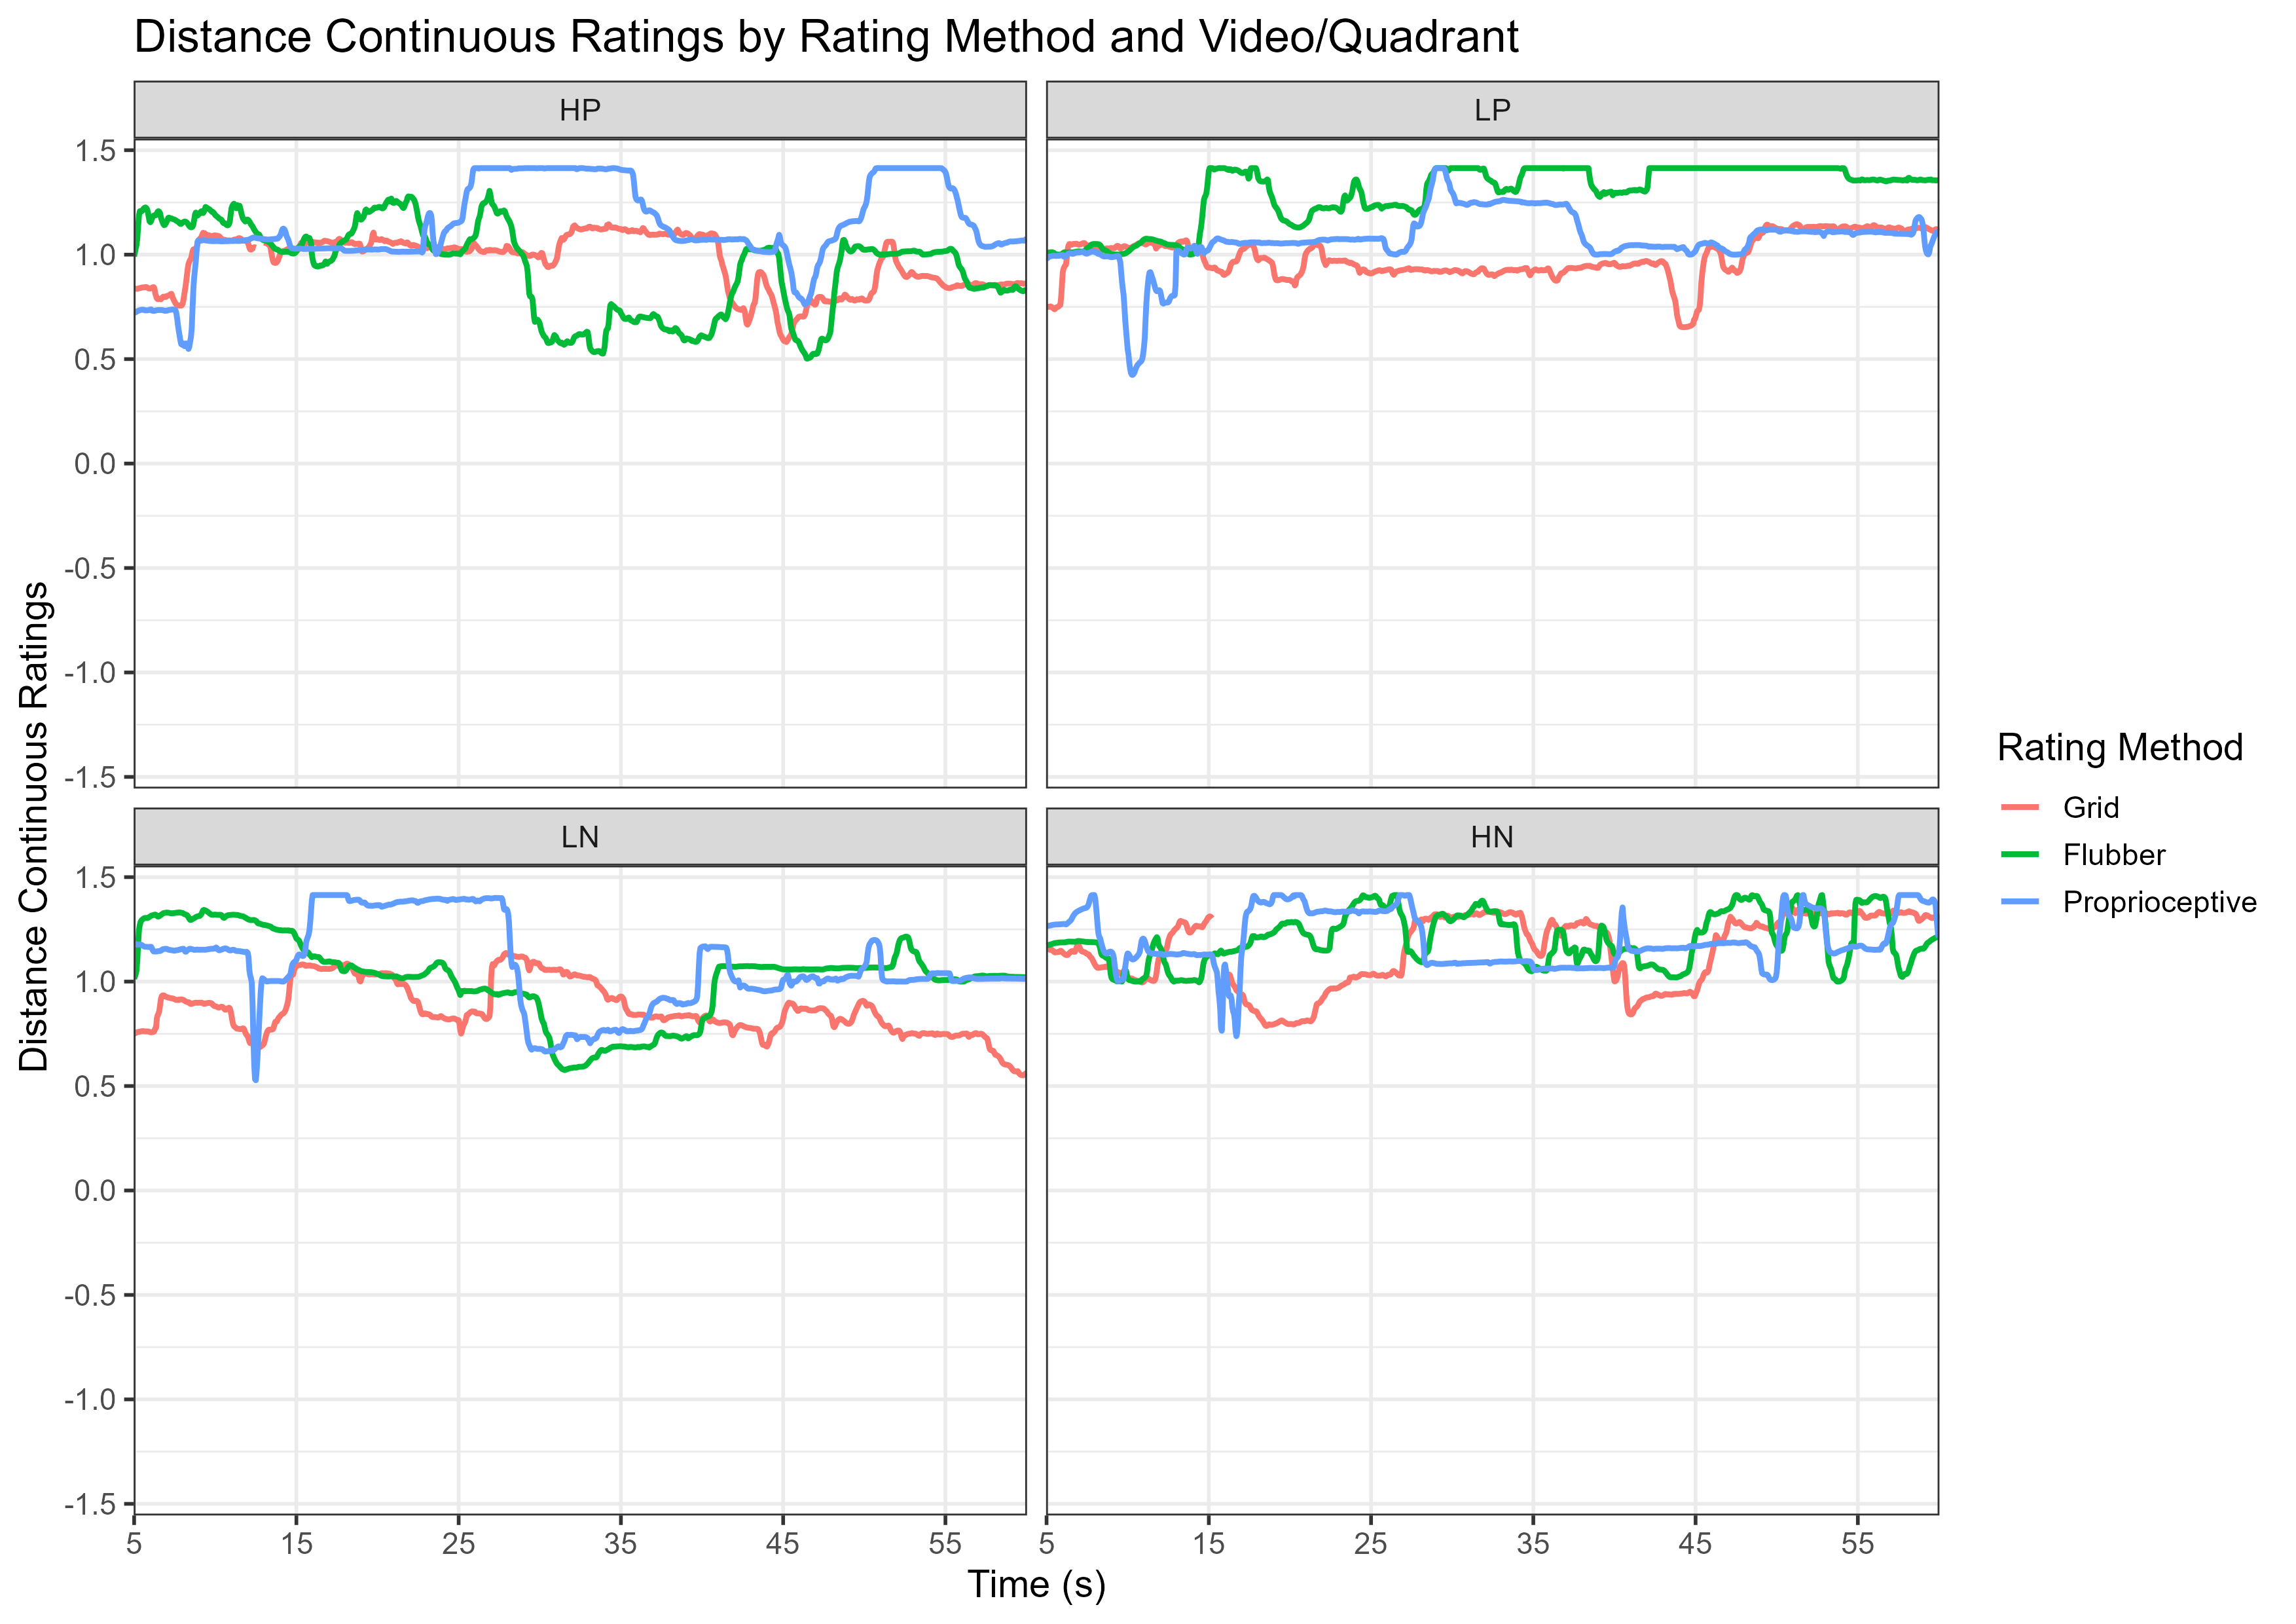 Distance Continuous Ratings by Rating Method and Video/Quadrant
HP
LP
1.5
1.0
0.5
0.0
-0.5
-1.0
-1.5
LN
HN
1.5
1.0
0.5
0.0
-0.5
-1.0
-1.5
5 15 25 35 45 55
5 15 25 35 45 55
Time (s)
Distance Continuous Ratings
Rating Method
Grid
Flubber
Proprioceptive